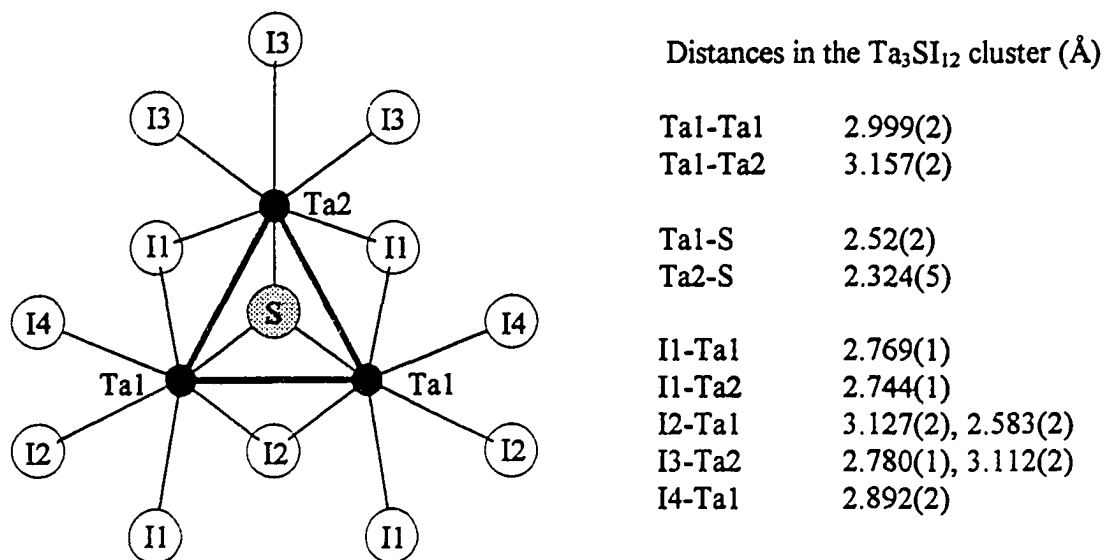 I3
I3
I3
Ta2
I1
I1
S
I4
I4
Ta1
Ta1
I2
I2
I2
I1
I1
Distances in the Ta₃SI₁₂ cluster (Å)
Ta1-Ta1 2.999(2)
Ta1-Ta2 3.157(2)
Ta1-S 2.52(2)
Ta2-S 2.324(5)
I1-Ta1 2.769(1)
I1-Ta2 2.744(1)
I2-Ta1 3.127(2), 2.583(2)
I3-Ta2 2.780(1), 3.112(2)
I4-Ta1 2.892(2)